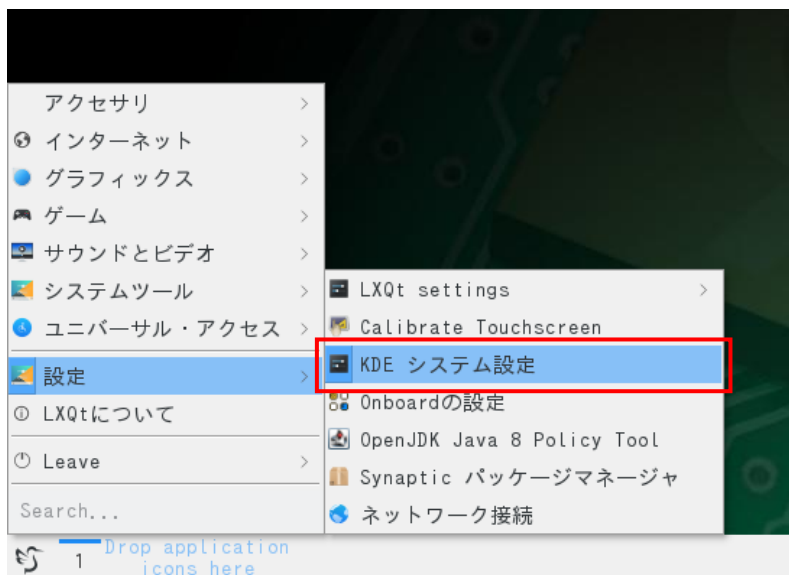 アクセサリ
インターネット
グラフィックス
ゲーム
サウンドとビデオ
システムツール
ユニバーサル・アクセス
設定
LXQtについて
Leave
Search...
LXQt settings
Calibrate Touchscreen
KDE システム設定
Onboardの設定
OpenJDK Java 8 Policy Tool
Synaptic パッケージマネージャ
ネットワーク接続
1
Drop application
icons here